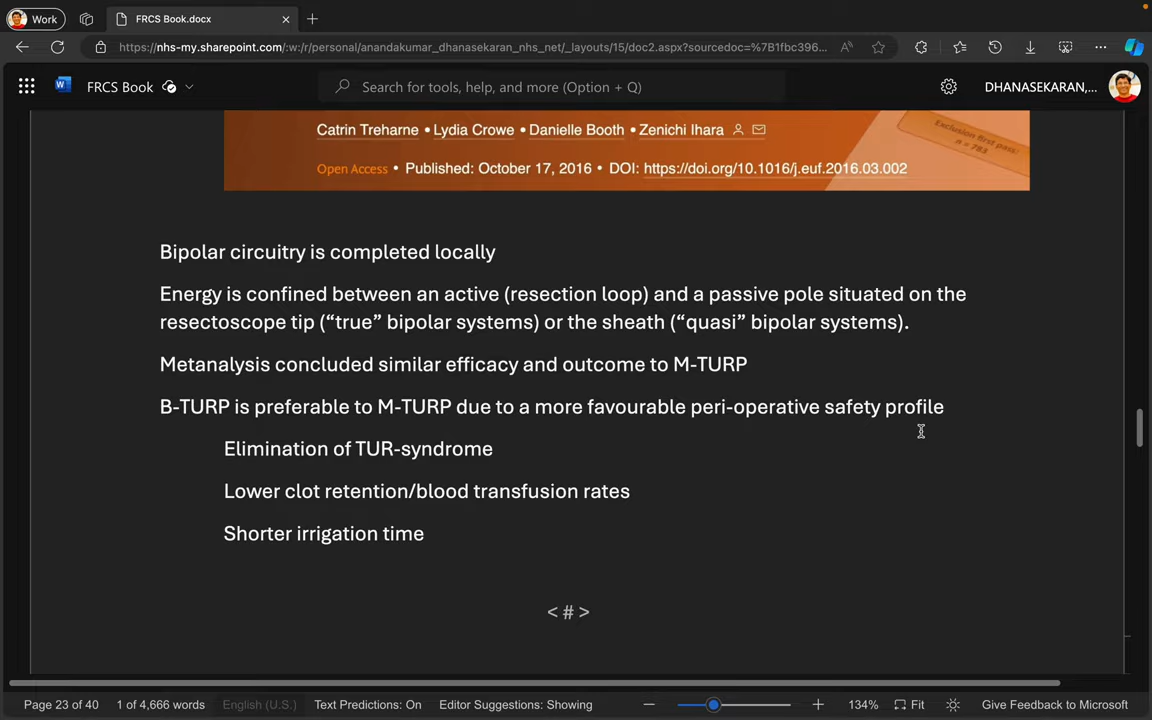 Work
FRCS Book.docx
https://nhs-my.sharepoint.com/:w:/r/personal/anandakumar_dhanasekaran_nhs_net/_layouts/15/doc2.aspx?sourcedoc=%7B1fbc396...
FRCS Book
Search for tools, help, and more (Option + Q)
DHANASEKARAN,...
Catrin Treharne • Lydia Crowe • Danielle Booth • Zenichi Ihara
Exclusion first pass:
n = 783
Open Access • Published: October 17, 2016 • DOI: https://doi.org/10.1016/j.euf.2016.03.002
Bipolar circuitry is completed locally
Energy is confined between an active (resection loop) and a passive pole situated on the
resectoscope tip (“true” bipolar systems) or the sheath (“quasi” bipolar systems).
Metanalysis concluded similar efficacy and outcome to M-TURP
B-TURP is preferable to M-TURP due to a more favourable peri-operative safety profile
Elimination of TUR-syndrome
Lower clot retention/blood transfusion rates
Shorter irrigation time
< # >
Page 23 of 40 1 of 4,666 words English (U.S.) Text Predictions: On Editor Suggestions: Showing 134% Fit Give Feedback to Microsoft